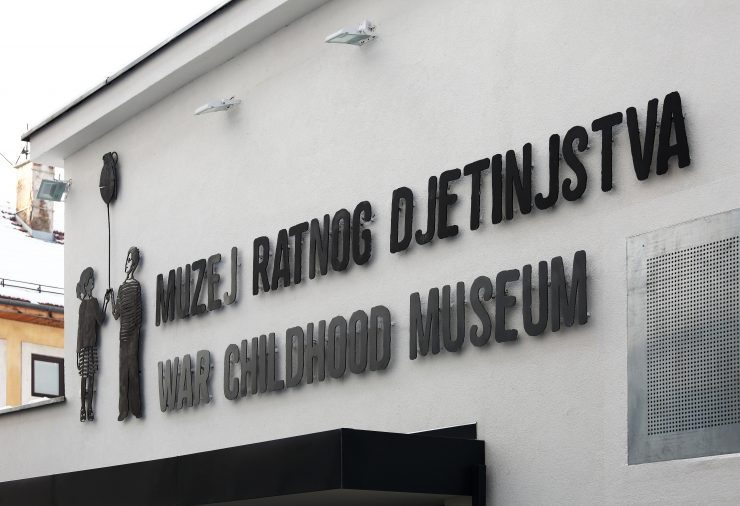 MUZEJ RATNOG DJETINJSTVA
WAR CHILDHOOD MUSEUM